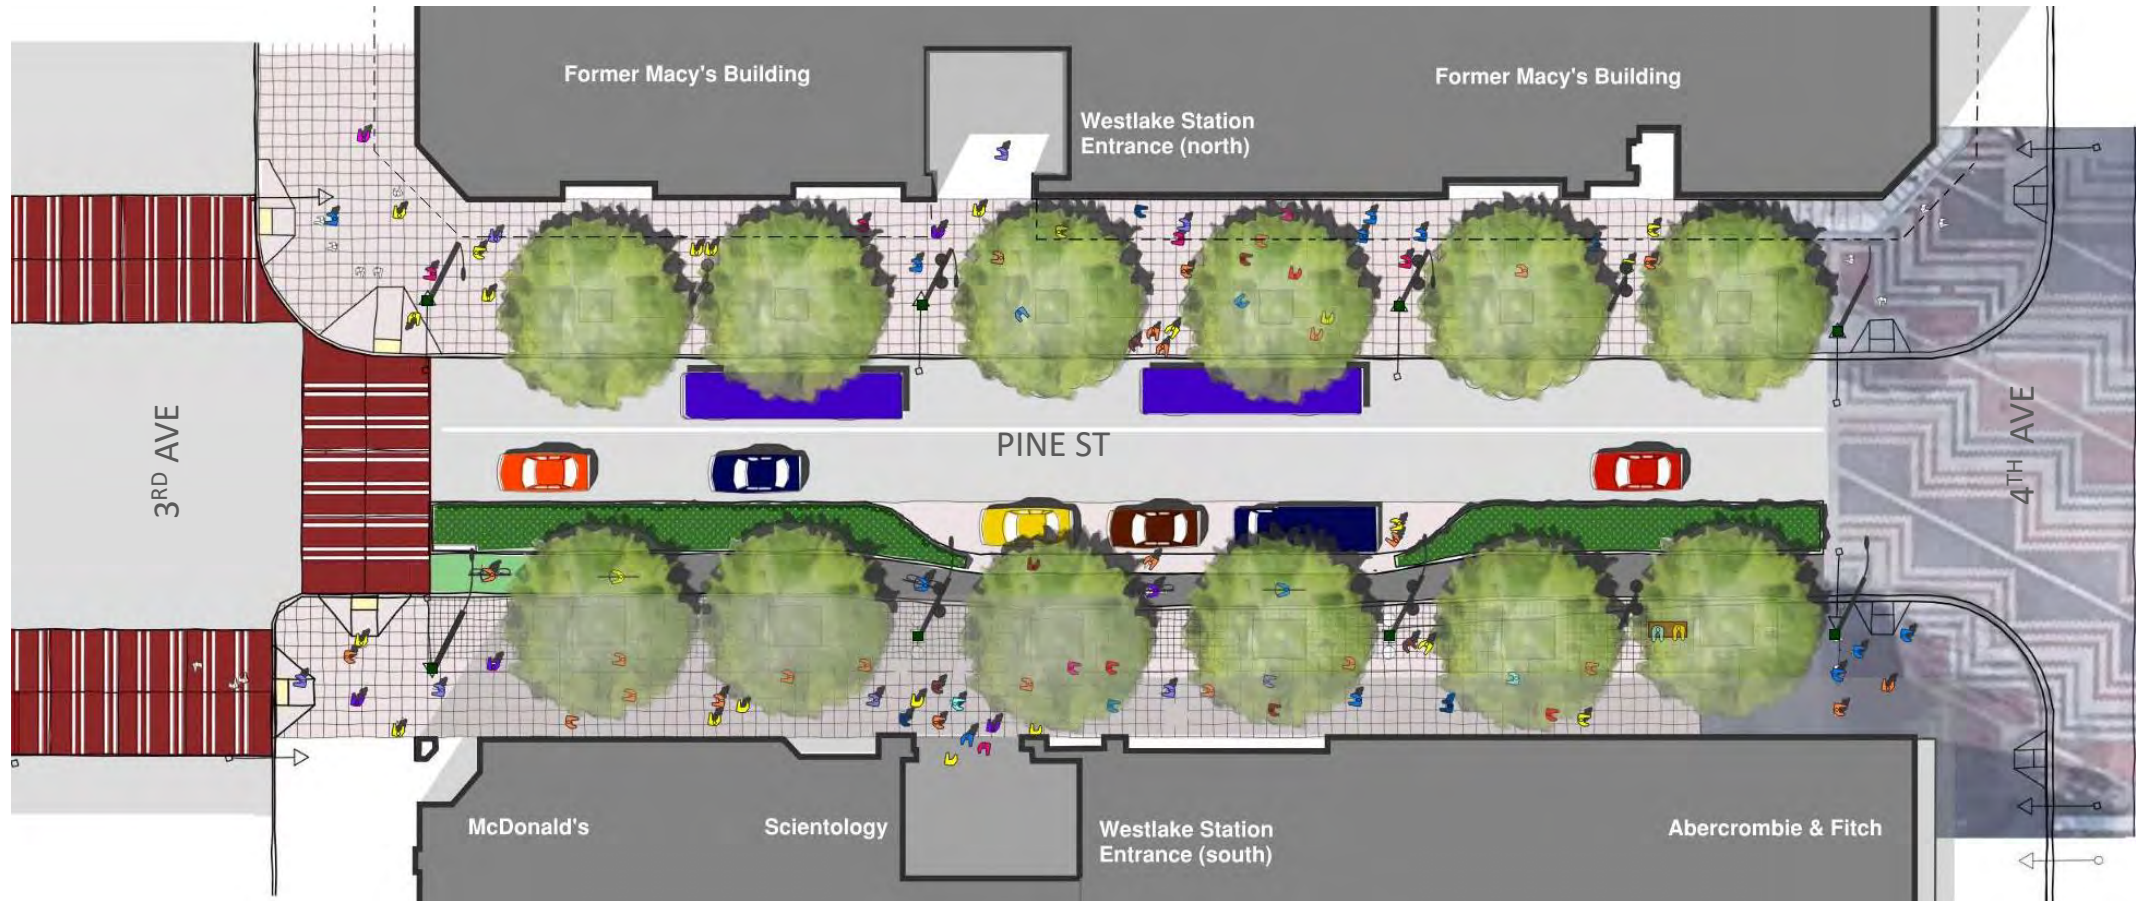 Former Macy's Building
Former Macy's Building
Westlake Station
Entrance (north)
3RD AVE
PINE ST
4TH AVE
McDonald's
Scientology
Westlake Station
Entrance (south)
Abercrombie & Fitch